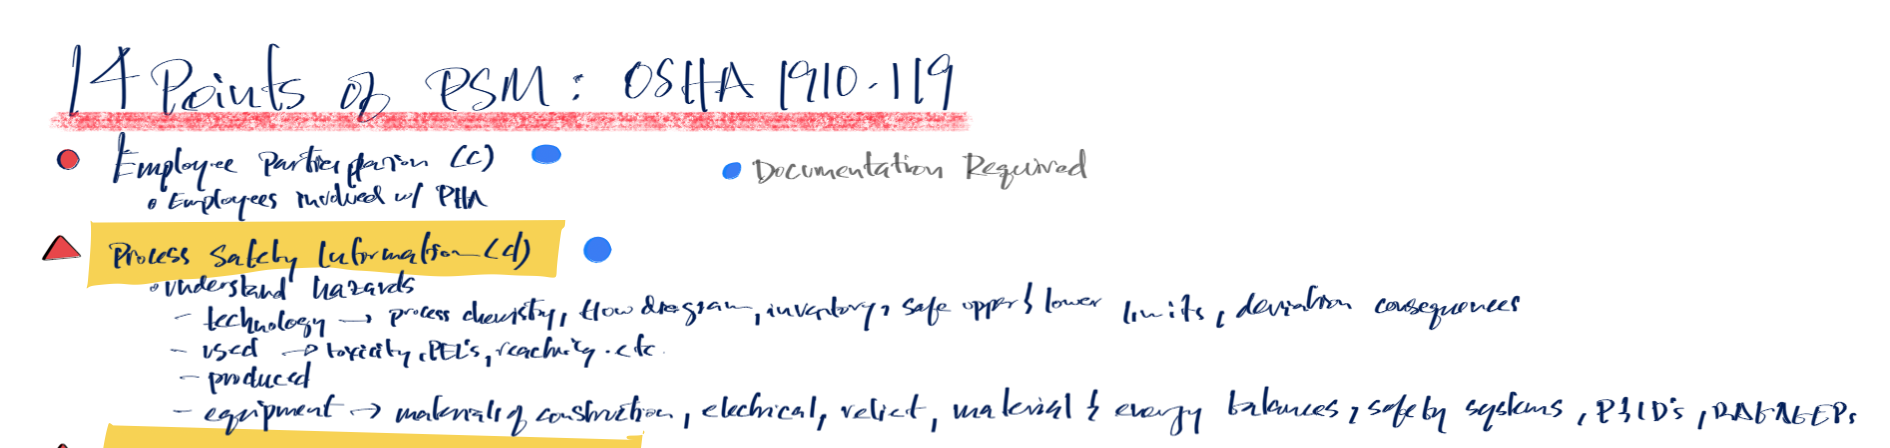 14 Points of PSM: OSHA 1910.119
Employee Participation (c)
Documentation Required
• Employees involved w/ PHA
Process Safety Information (d)
• understand hazards
- technology → process chemistry, flow diagram, inventory, safe upper & lower limits, deviation consequences
- used → toxicity, PEL's, reactivity. etc.
- produced
- equipment → materials of construction, electrical, relief, material & energy balances, safety systems, P&ID's, RAGAGEPs